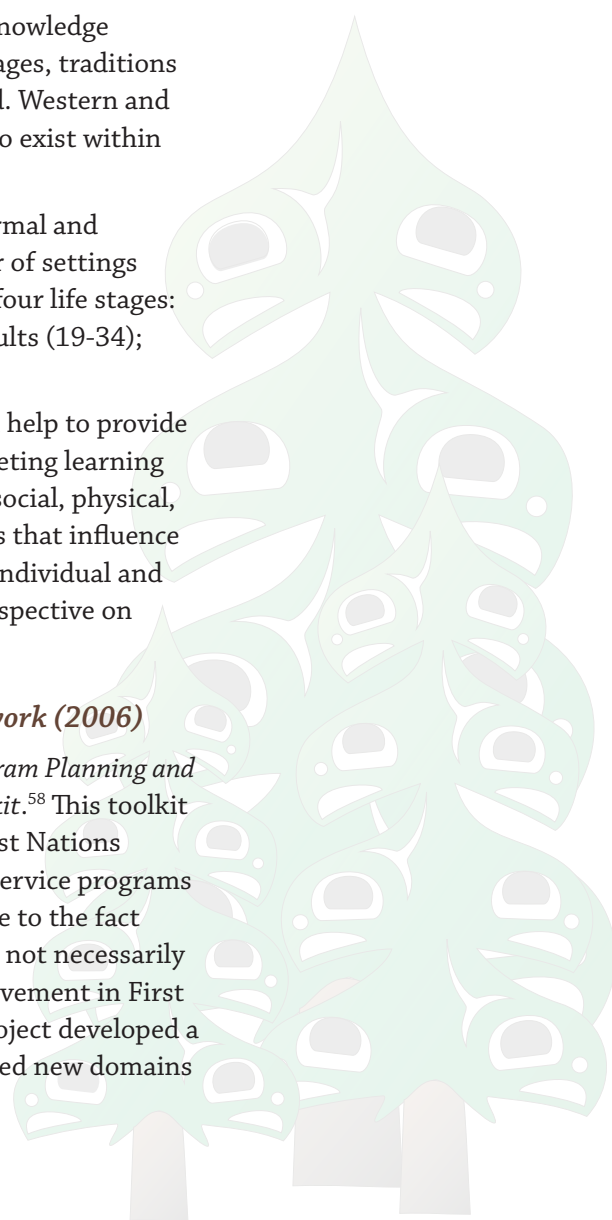 nowledge
ages, traditions
d. Western and
o exist within
rmal and
r of settings
four life stages:
ults (19-34);
help to provide
eting learning
social, physical,
s that influence
ndividual and
spective on
work (2006)
ram Planning and
it.⁵⁸ This toolkit
st Nations
ervice programs
e to the fact
not necessarily
vement in First
oject developed a
ed new domains